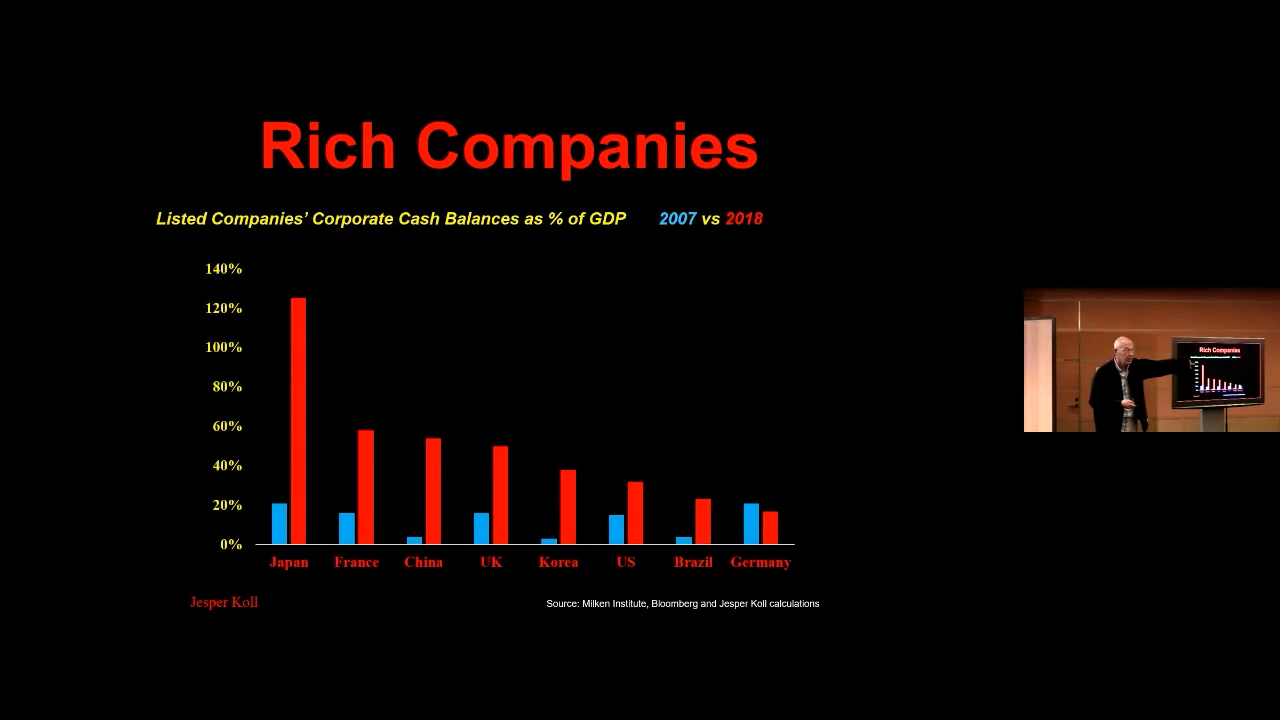 Rich Companies
Listed Companies' Corporate Cash Balances as % of GDP 2007 vs 2018
140%
120%
100%
80%
60%
40%
20%
0%
Japan France China UK Korea US Brazil Germany
Jesper Koll
Source: Milken Institute, Bloomberg and Jesper Koll calculations
Rich Companies